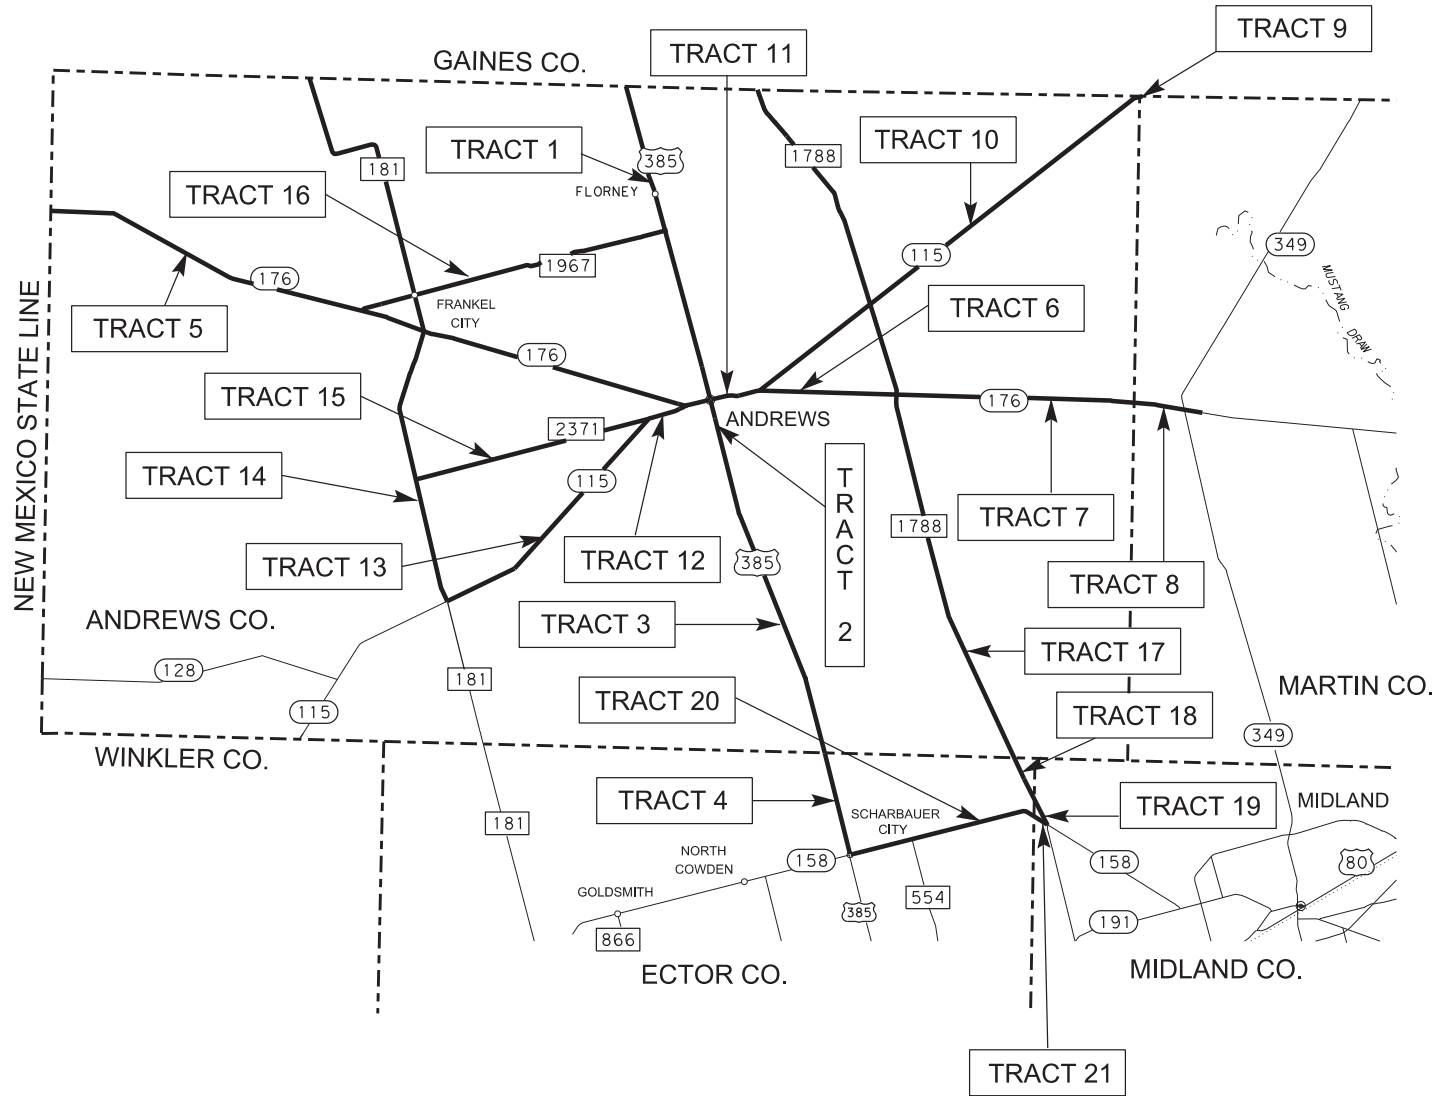 TRACT 9
TRACT 11
GAINES CO.
TRACT 10
TRACT 1
385
1788
181
FLORNEY
TRACT 16
115
349
1967
176
MUSTANG DRAW
FRANKEL
CITY
TRACT 6
TRACT 5
NEW MEXICO STATE LINE
176
TRACT 15
176
2371
ANDREWS
TRACT 14
115
TRACT 2
1788
TRACT 7
TRACT 13
TRACT 12
385
TRACT 8
ANDREWS CO.
TRACT 3
TRACT 17
128
181
TRACT 20
MARTIN CO.
115
TRACT 18
349
WINKLER CO.
TRACT 4
SCHARBAUER
CITY
TRACT 19
MIDLAND
181
NORTH
COWDEN
158
158
80
GOLDSMITH
554
385
866
191
ECTOR CO.
MIDLAND CO.
TRACT 21